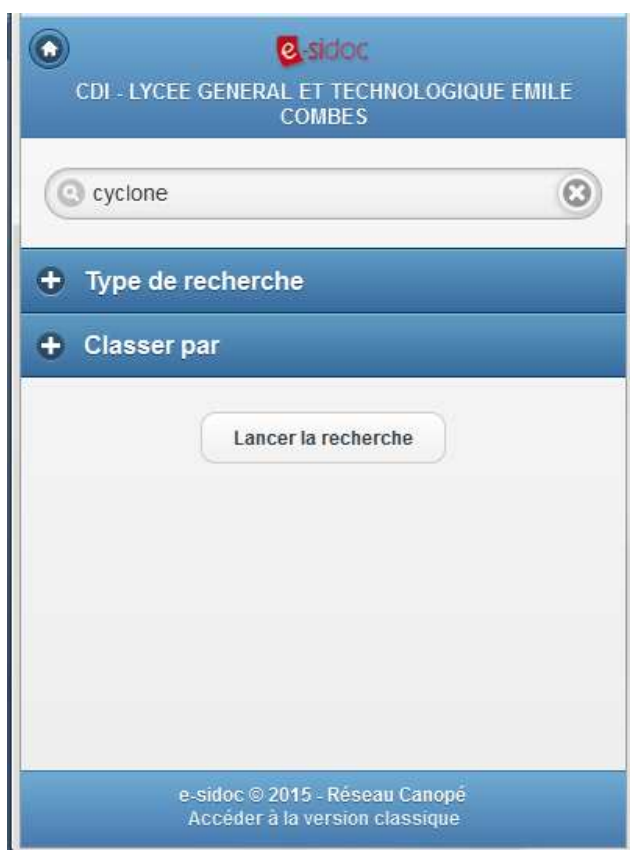 e-sidoc
CDI - LYCEE GENERAL ET TECHNOLOGIQUE EMILE
COMBES
cyclone
Type de recherche
Classer par
Lancer la recherche
e-sidoc © 2015 - Réseau Canopé
Accéder à la version classique